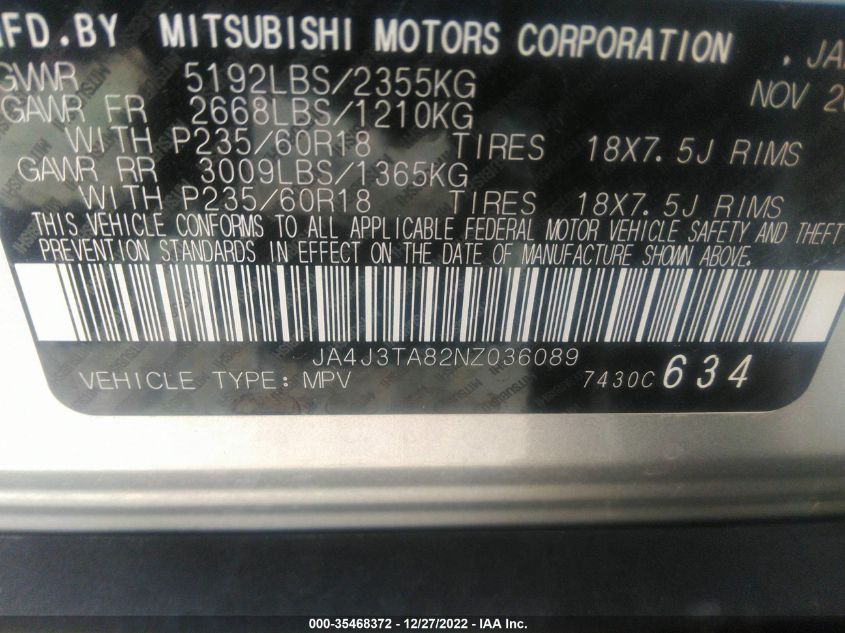 MFD.BY MITSUBISHI MOTORS CORPORATION
GVWR 5192LBS/2355KG NOV
GAWR FR 2668LBS/1210KG
WITH P235/60R18 TIRES 18X7.5J RIMS
GAWR RR 3009LBS/1365KG
WITH P235/60R18 TIRES 18X7.5J RIMS
THIS VEHICLE CONFORMS TO ALL APPLICABLE FEDERAL MOTOR VEHICLE SAFETY AND THEFT
PREVENTION STANDARDS IN EFFECT ON THE DATE OF MANUFACTURE SHOWN ABOVE.
JA4J3TA82NZ036089
VEHICLE TYPE: MPV 7430C 634
000-35468372 - 12/27/2022 - IAA Inc.